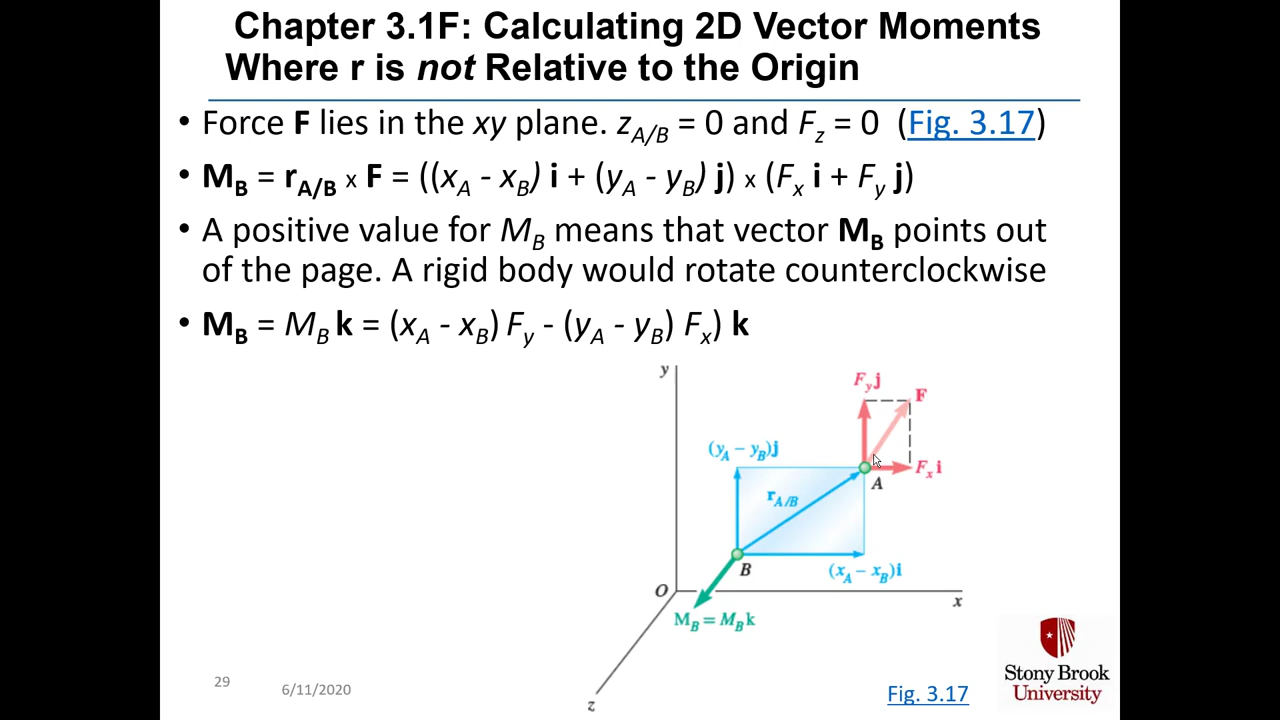 Chapter 3.1F: Calculating 2D Vector Moments
Where r is not Relative to the Origin
• Force F lies in the xy plane. z_{A/B} = 0 and F_z = 0 (Fig. 3.17)
• M_B = r_{A/B} x F = ((x_A - x_B) i + (y_A - y_B) j) x (F_x i + F_y j)
• A positive value for M_B means that vector M_B points out
of the page. A rigid body would rotate counterclockwise
• M_B = M_B k = (x_A - x_B) F_y - (y_A - y_B) F_x) k
y
F_y j
F
(y_A − y_B)j
F_x i
A
r_{A/B}
B
(x_A − x_B)i
O
x
M_B = M_B k
z
29
6/11/2020
Fig. 3.17
Stony Brook
University